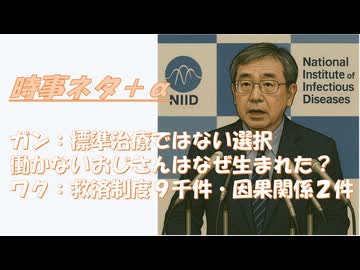 時事ネタ＋α
ガン：標準治療ではない選択
働かないおじさんはなぜ生まれた？
ワク：救済制度９千件・因果関係２件
NIID
National
Institute of
Infectious
Diseases